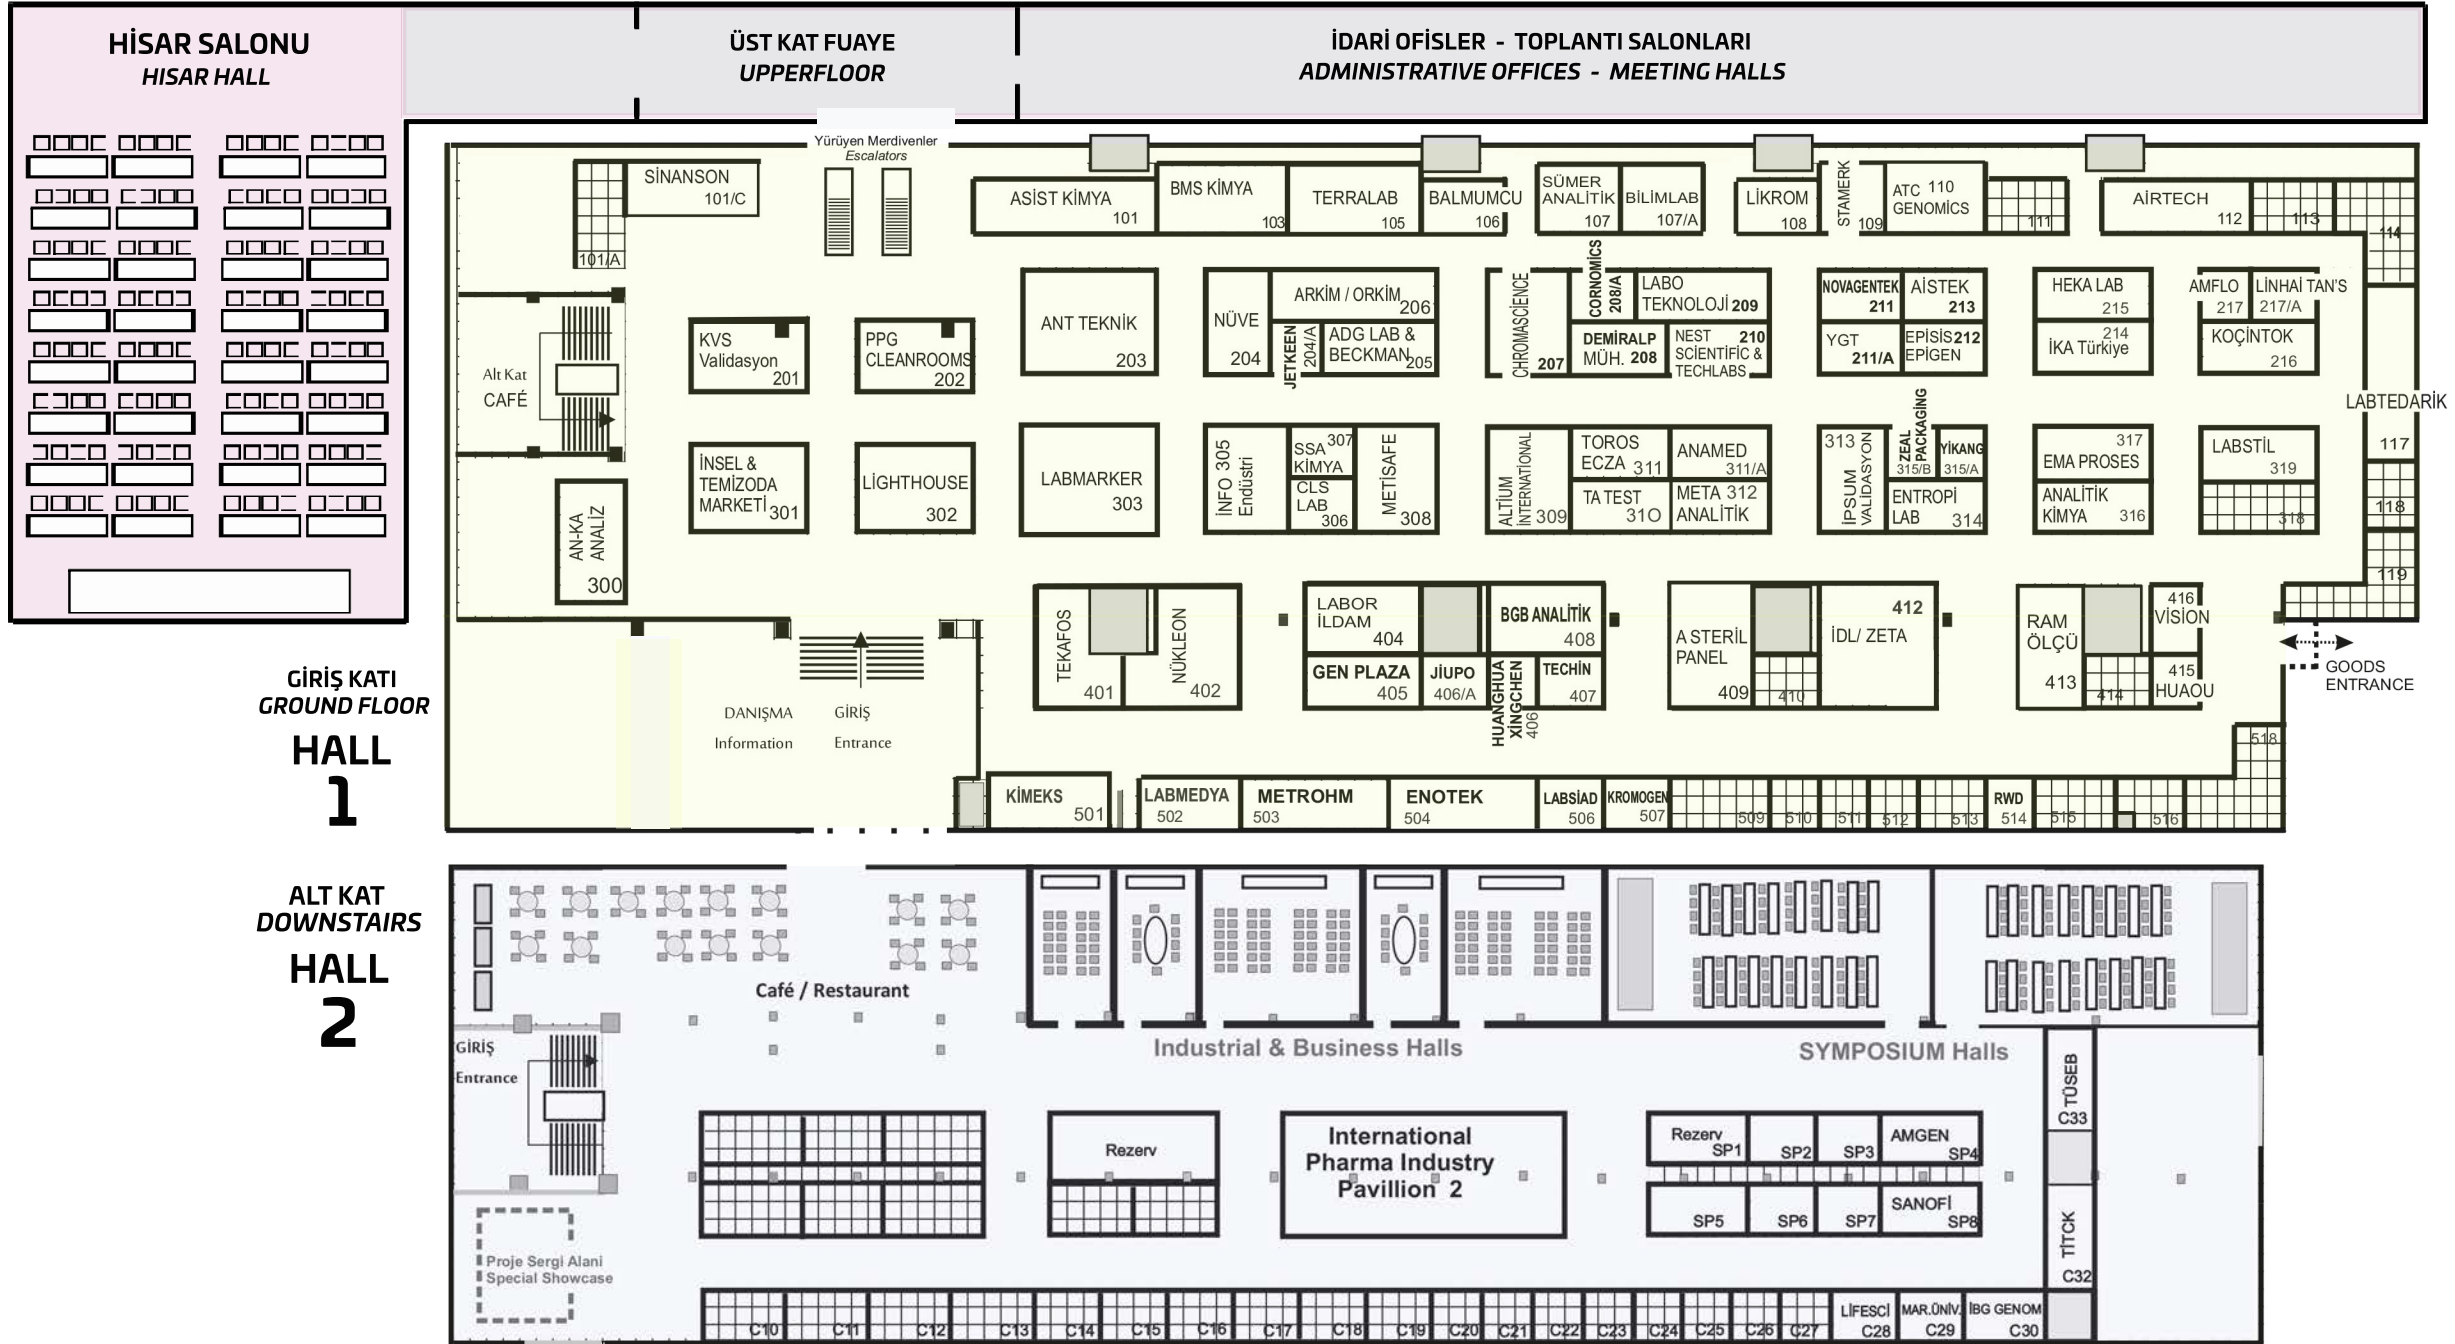 HİSAR SALONU
HISAR HALL
ÜST KAT FUAYE
UPPERFLOOR
İDARİ OFİSLER - TOPLANTI SALONLARI
ADMINISTRATIVE OFFICES - MEETING HALLS
Yürüyen Merdivenler
Escalators
SİNANSON
101/C
101/A
ASİST KİMYA
101
BMS KİMYA
103
TERRALAB
105
BALMUMCU
106
SÜMER
ANALİTİK
107
BİLİMLAB
107/A
LİKROM
108
STAMERK
109
ATC 110
GENOMICS
111
AİRTECH
112
113
114
Alt Kat
CAFÉ
KVS
Validasyon
201
PPG
CLEANROOMS
202
ANT TEKNİK
203
NÜVE
204
ARKİM / ORKİM
206
JETKEEN
204/A
ADG LAB &
BECKMAN
205
CHROMASCIENCE
207
CORNOMİCS
208/A
LABO
TEKNOLOJİ 209
DEMİRALP
MÜH. 208
NEST 210
SCİENTİFİC &
TECHLABS
NOVAGENTEK
211
AİSTEK
213
YGT
211/A
EPİSİS 212
EPİGEN
HEKA LAB
215
214
İKA Türkiye
AMFLO
217
LİNHAİ TAN'S
217/A
KOÇİNTOK
216
LABTEDARİK
117
118
119
AN-KA
ANALİZ
300
İNSEL &
TEMİZODA
MARKETİ 301
LİGHTHOUSE
302
LABMARKER
303
İNFO 305
Endüstri
SSA 307
KİMYA
CLS
LAB
306
METİSAFE
308
ALTİUM
İNTERNATİONAL
309
TOROS
ECZA 311
ANAMED
311/A
TA TEST
31O
META 312
ANALİTİK
313
İPSUM
VALİDASYON
ZEAL
PACKAGİNG
315/B
YİKANG
315/A
ENTROPİ
LAB 314
317
EMA PROSES
ANALİTİK
KİMYA 316
LABSTİL
319
318
TEKAFOS
401
NÜKLEON
402
LABOR
İLDAM
404
GEN PLAZA
405
JİUPO
406/A
BGB ANALİTİK
408
HUANGHUA
XİNGCHEN
406
TECHİN
407
A STERİL
PANEL
409
410
412
İDL/ ZETA
RAM
ÖLÇÜ
413
414
416
VİSİON
415
HUAOU
GOODS
ENTRANCE
DANIŞMA
Information
GİRİŞ
Entrance
GİRİŞ KATI
GROUND FLOOR
HALL
1
KİMEKS
501
LABMEDYA
502
METROHM
503
ENOTEK
504
LABSİAD
506
KROMOGEN
507
509
510
511
512
513
RWD
514
515
516
518
ALT KAT
DOWNSTAIRS
HALL
2
Café / Restaurant
Industrial & Business Halls
SYMPOSIUM Halls
GİRİŞ
Entrance
Rezerv
International
Pharma Industry
Pavillion 2
Rezerv
SP1
SP2
SP3
AMGEN
SP4
SP5
SP6
SP7
SANOFİ
SP8
TÜSEB
C33
TİTCK
C32
Proje Sergi Alani
Special Showcase
C10
C11
C12
C13
C14
C15
C16
C17
C18
C19
C20
C21
C22
C23
C24
C25
C26
C27
LİFESCİ
C28
MAR.ÜNİV.
C29
İBG GENOM
C30